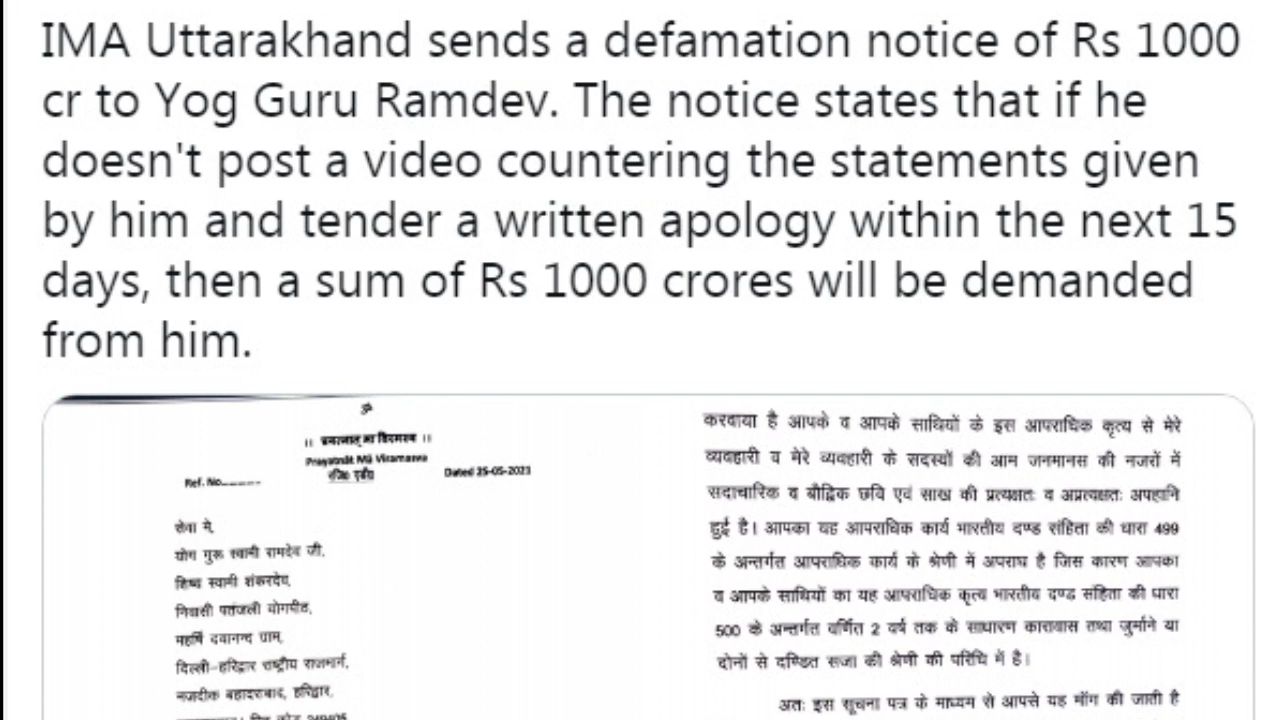 IMA Uttarakhand sends a defamation notice of Rs 1000
cr to Yog Guru Ramdev. The notice states that if he
doesn't post a video countering the statements given
by him and tender a written apology within the next 15
days, then a sum of Rs 1000 crores will be demanded
from him.
ॐ
Prayatnāt Mā Viramasva
Ref. No.______ Dated 25-05-2021
सेवा में,
योग गुरू स्वामी रामदेव जी,
शिष्य स्वामी शंकरदेव,
निवासी पतंजली योगपीठ,
महर्षि दयानन्द ग्राम,
दिल्ली–हरिद्वार राष्ट्रीय राजमार्ग,
नजदीक बहादराबाद, हरिद्वार,
करवाया है आपके व आपके साथियों के इस आपराधिक कृत्य से मेरे
व्यवहारी व मेरे व्यवहारी के सदस्यों की आम जनमानस की नजरों में
सदाचारिक व बौद्विक छवि एवं साख की प्रत्यक्षतः व अप्रत्यक्षतः अपहानि
हुई है। आपका यह आपराधिक कार्य भारतीय दण्ड संहिता की धारा 499
के अन्तर्गत आपराधिक कार्य के श्रेणी में अपराध है जिस कारण आपका
व आपके साथियों का यह आपराधिक कृत्य भारतीय दण्ड संहिता की धारा
500 के अन्तर्गत वर्णित 2 वर्ष तक के साधारण कारावास तथा जुर्माने या
दोनों से दण्डित सजा की श्रेणी की परिधि में है।
अतः इस सूचना पत्र के माध्यम से आपसे यह माँग की जाती है